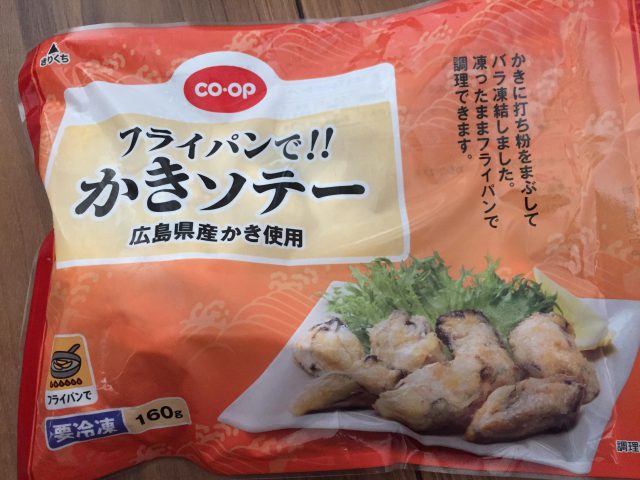 きりくち
CO·OP
フライパンで!!
かきソテー
広島県産かき使用
かきに打ち粉をまぶして
バラ凍結しました。
凍ったままフライパンで
調理できます。
フライパンで
要冷凍
160g
調理